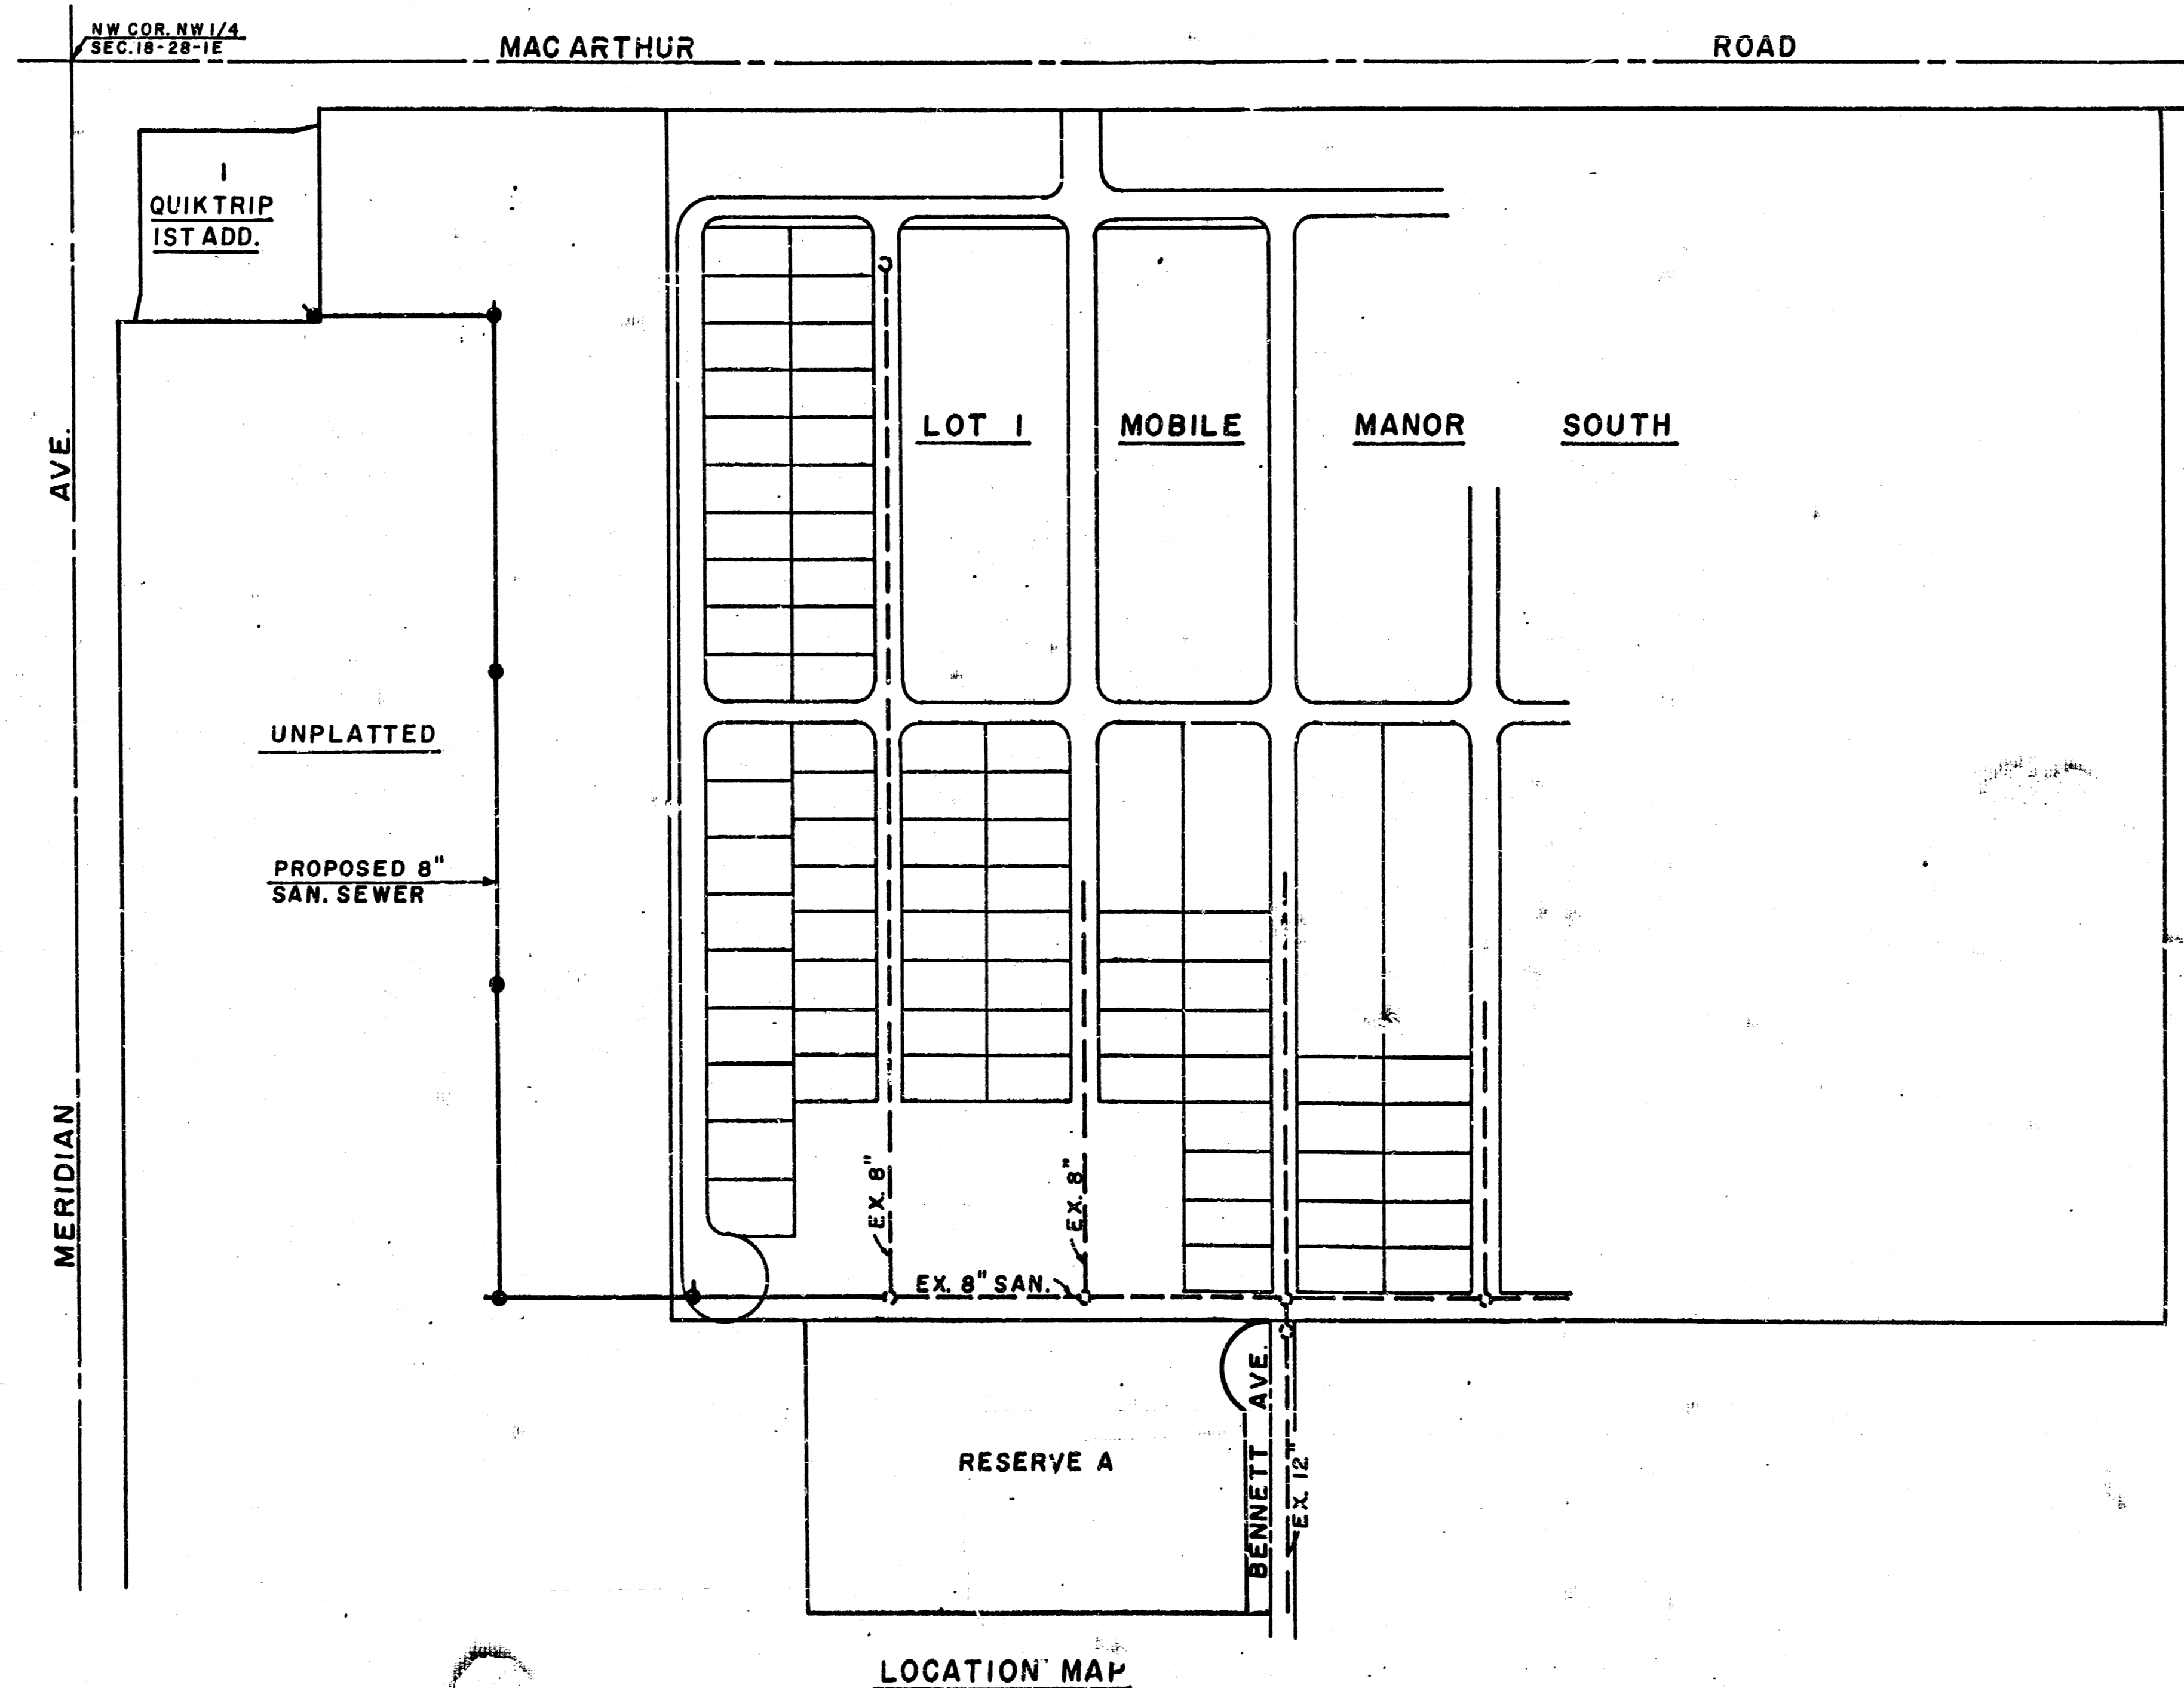 NW COR. NW 1/4
SEC. 18-28-1E
MAC ARTHUR ROAD
1
QUIKTRIP
1ST ADD.
LOT 1 MOBILE MANOR SOUTH
MERIDIAN AVE.
UNPLATTED
PROPOSED 8"
SAN. SEWER
EX. 8"
EX. 8"
EX. 8" SAN.
RESERVE A
BENNETT AVE.
EX. 12"
LOCATION MAP